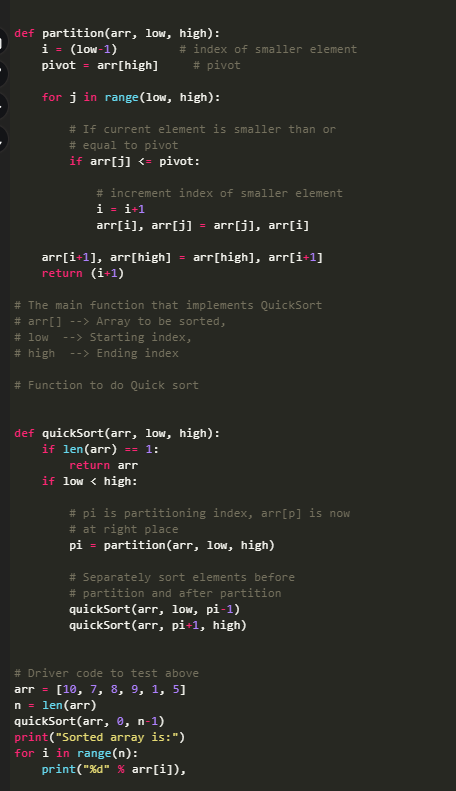 def partition(arr, low, high):
    i = (low-1)         # index of smaller element
    pivot = arr[high]     # pivot
    for j in range(low, high):
        # If current element is smaller than or
        # equal to pivot
        if arr[j] <= pivot:
            # increment index of smaller element
            i = i+1
            arr[i], arr[j] = arr[j], arr[i]
    arr[i+1], arr[high] = arr[high], arr[i+1]
    return (i+1)
# The main function that implements QuickSort
# arr[] --> Array to be sorted,
# low  --> Starting index,
# high  --> Ending index
# Function to do Quick sort
def quickSort(arr, low, high):
    if len(arr) == 1:
        return arr
    if low < high:
        # pi is partitioning index, arr[p] is now
        # at right place
        pi = partition(arr, low, high)
        # Separately sort elements before
        # partition and after partition
        quickSort(arr, low, pi-1)
        quickSort(arr, pi+1, high)
# Driver code to test above
arr = [10, 7, 8, 9, 1, 5]
n = len(arr)
quickSort(arr, 0, n-1)
print("Sorted array is:")
for i in range(n):
    print("%d" % arr[i]),